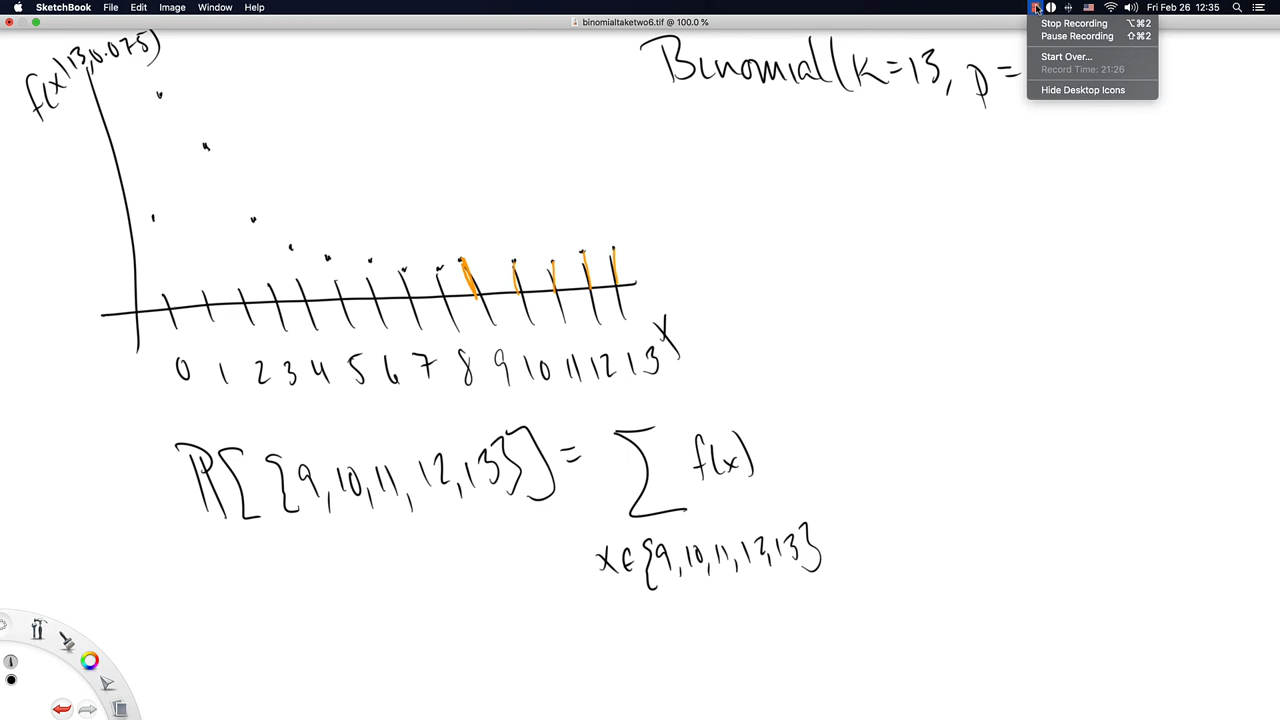 SketchBook File Edit Image Window Help Fri Feb 26 12:35
binomialtaketwo6.tif @ 100.0 %
Stop Recording ⌥⌘2
Pause Recording ⇧⌘2
Start Over...
Record Time: 21:26
Hide Desktop Icons
f(x|13,0.075)
Binomial(K=13, p=
0 1 2 3 4 5 6 7 8 9 10 11 12 13 X
P[{9,10,11,12,13}] = ∑ f(x)
x∈{9,10,11,12,13}